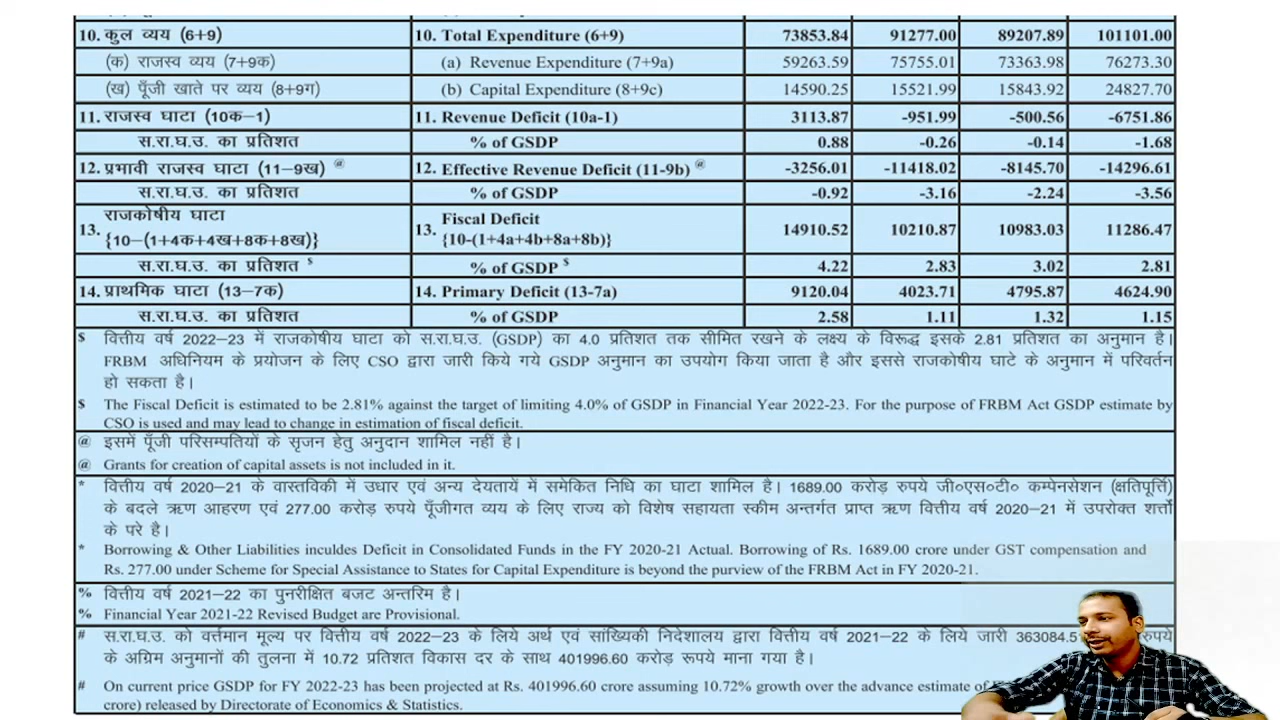 10. कुल व्यय (6+9) 10. Total Expenditure (6+9) 73853.84 91277.00 89207.89 101101.00
(क) राजस्व व्यय (7+9क) (a) Revenue Expenditure (7+9a) 59263.59 75755.01 73363.98 76273.30
(ख) पूँजी खाते पर व्यय (8+9ग) (b) Capital Expenditure (8+9c) 14590.25 15521.99 15843.92 24827.70
11. राजस्व घाटा (10क–1) 11. Revenue Deficit (10a-1) 3113.87 -951.99 -500.56 -6751.86
स.रा.घ.उ. का प्रतिशत % of GSDP 0.88 -0.26 -0.14 -1.68
12. प्रभावी राजस्व घाटा (11–9ख) @ 12. Effective Revenue Deficit (11-9b) @ -3256.01 -11418.02 -8145.70 -14296.61
स.रा.घ.उ. का प्रतिशत % of GSDP -0.92 -3.16 -2.24 -3.56
13. राजकोषीय घाटा 13. Fiscal Deficit 14910.52 10210.87 10983.03 11286.47
{10–(1+4क+4ख+8क+8ख)} {10-(1+4a+4b+8a+8b)}
स.रा.घ.उ. का प्रतिशत $ % of GSDP $ 4.22 2.83 3.02 2.81
14. प्राथमिक घाटा (13–7क) 14. Primary Deficit (13-7a) 9120.04 4023.71 4795.87 4624.90
स.रा.घ.उ. का प्रतिशत % of GSDP 2.58 1.11 1.32 1.15
$ वित्तीय वर्ष 2022–23 में राजकोषीय घाटा को स.रा.घ.उ. (GSDP) का 4.0 प्रतिशत तक सीमित रखने के लक्ष्य के विरूद्ध इसके 2.81 प्रतिशत का अनुमान है।
FRBM अधिनियम के प्रयोजन के लिए CSO द्वारा जारी किये गये GSDP अनुमान का उपयोग किया जाता है और इससे राजकोषीय घाटे के अनुमान में परिवर्तन
हो सकता है।
$ The Fiscal Deficit is estimated to be 2.81% against the target of limiting 4.0% of GSDP in Financial Year 2022-23. For the purpose of FRBM Act GSDP estimate by
CSO is used and may lead to change in estimation of fiscal deficit.
@ इसमें पूँजी परिसम्पतियों के सृजन हेतु अनुदान शामिल नहीं है।
@ Grants for creation of capital assets is not included in it.
* वित्तीय वर्ष 2020–21 के वास्तविकी में उधार एवं अन्य देयतायें में समेकित निधि का घाटा शामिल है। 1689.00 करोड़ रुपये जी०एस०टी० कम्पेनसेशन (क्षतिपूर्त्ति)
के बदले ऋण आहरण एवं 277.00 करोड़ रुपये पूँजीगत व्यय के लिए राज्य को विशेष सहायता स्कीम अन्तर्गत प्राप्त ऋण वित्तीय वर्ष 2020–21 में उपरोक्त शर्त्तो
के परे है।
* Borrowing & Other Liabilities inculdes Deficit in Consolidated Funds in the FY 2020-21 Actual. Borrowing of Rs. 1689.00 crore under GST compensation and
Rs. 277.00 under Scheme for Special Assistance to States for Capital Expenditure is beyond the purview of the FRBM Act in FY 2020-21.
% वित्तीय वर्ष 2021–22 का पुनरीक्षित बजट अन्तरिम है।
% Financial Year 2021-22 Revised Budget are Provisional.
# स.रा.घ.उ. को वर्त्तमान मूल्य पर वित्तीय वर्ष 2022–23 के लिये अर्थ एवं सांख्यिकी निदेशालय द्वारा वित्तीय वर्ष 2021–22 के लिये जारी 363084.5 रुपये
के अग्रिम अनुमानों की तुलना में 10.72 प्रतिशत विकास दर के साथ 401996.60 करोड़ रूपये माना गया है।
# On current price GSDP for FY 2022-23 has been projected at Rs. 401996.60 crore assuming 10.72% growth over the advance estimate of
crore) released by Directorate of Economics & Statistics.